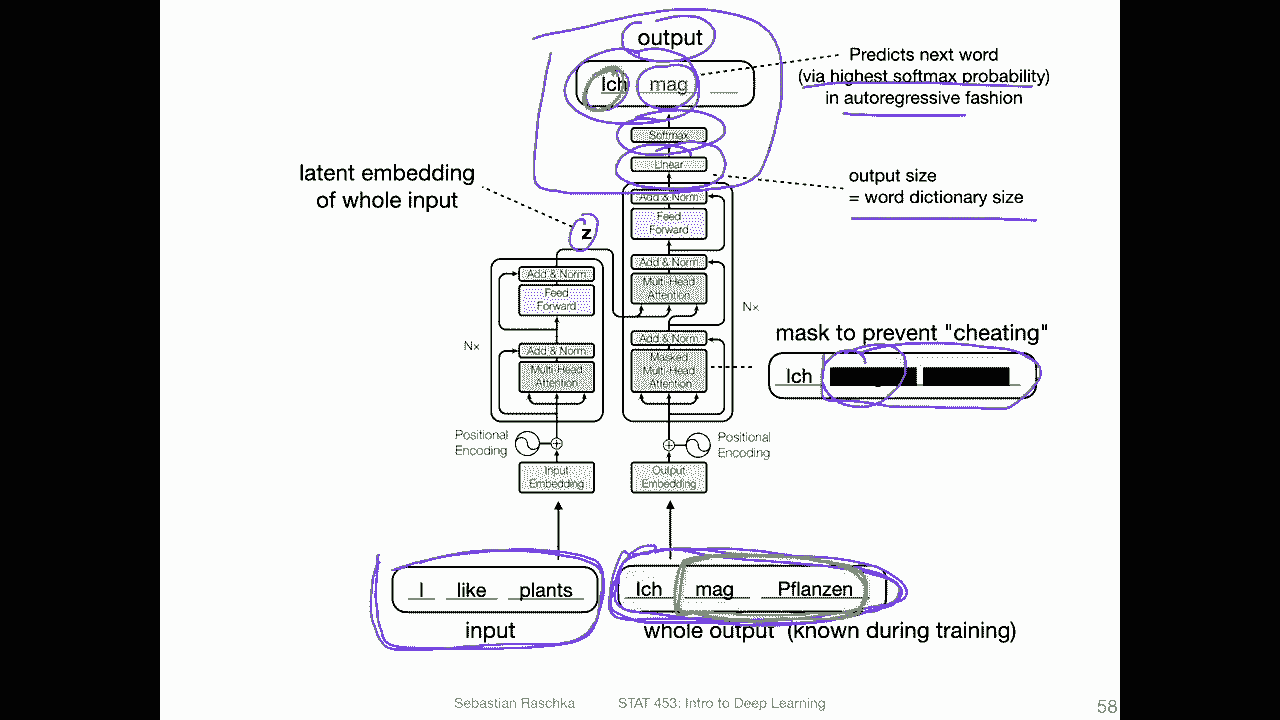 output
Ich mag
Predicts next word
(via highest softmax probability)
in autoregressive fashion
Softmax
Linear
output size
= word dictionary size
latent embedding
of whole input
z
Add & Norm
Feed
Forward
Add & Norm
Multi-Head
Attention
Add & Norm
Masked
Multi-Head
Attention
Nx
Add & Norm
Feed
Forward
Add & Norm
Multi-Head
Attention
Nx
mask to prevent "cheating"
Ich
Positional
Encoding
Positional
Encoding
Input
Embedding
Output
Embedding
I like plants
input
Ich mag Pflanzen
whole output (known during training)
Sebastian Raschka STAT 453: Intro to Deep Learning
58